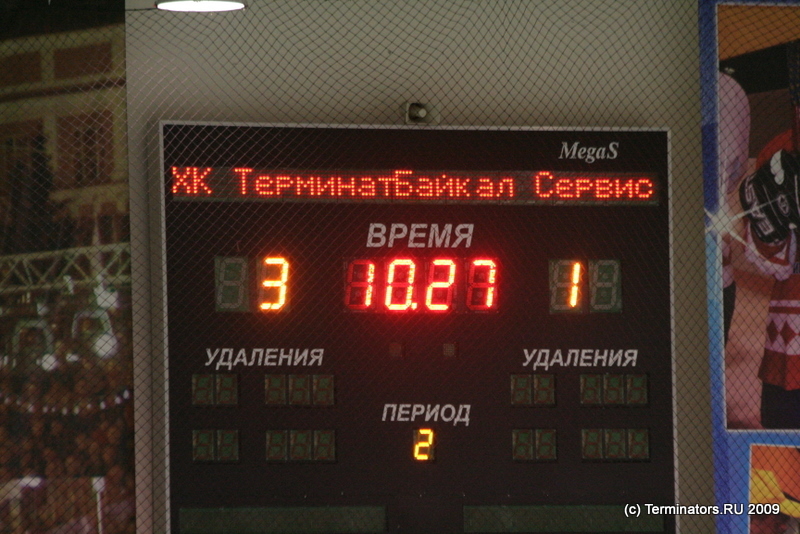 MegaS
ХК ТерминатБайкал Сервис
ВРЕМЯ
3 10.27 1
УДАЛЕНИЯ УДАЛЕНИЯ
ПЕРИОД
2
(c) Terminators.RU 2009